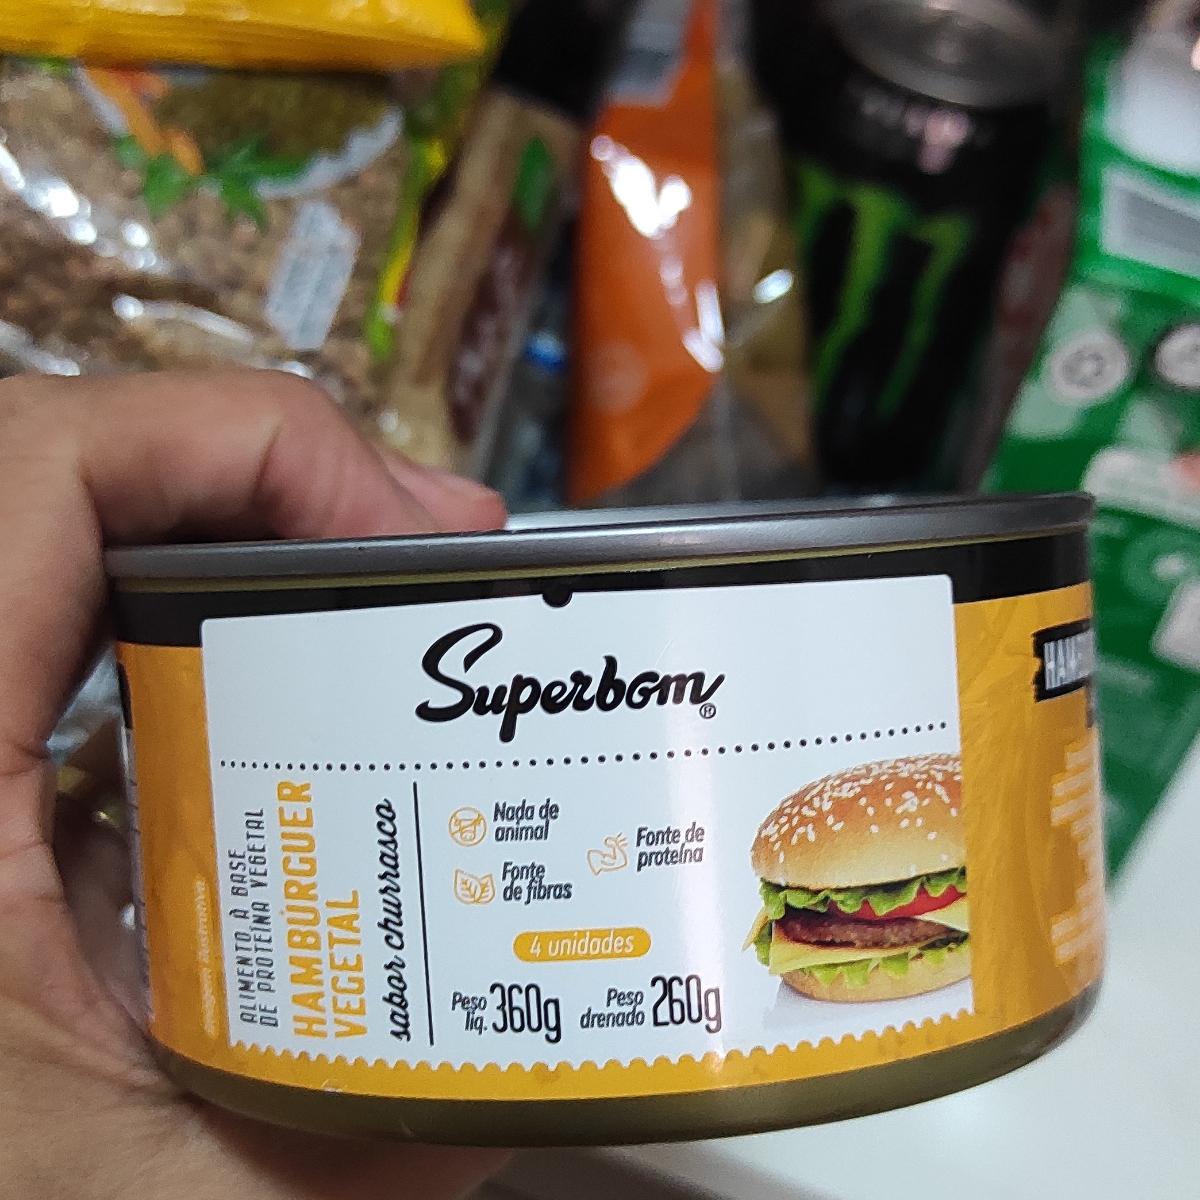 Superbom
®
ALIMENTO À BASE
DE PROTEÍNA VEGETAL
HAMBÚRGUER
VEGETAL
sabor churrasco
Nada de
animal
Fonte
de fibras
Fonte de
proteína
4 unidades
Peso
líq. 360g
Peso
drenado 260g